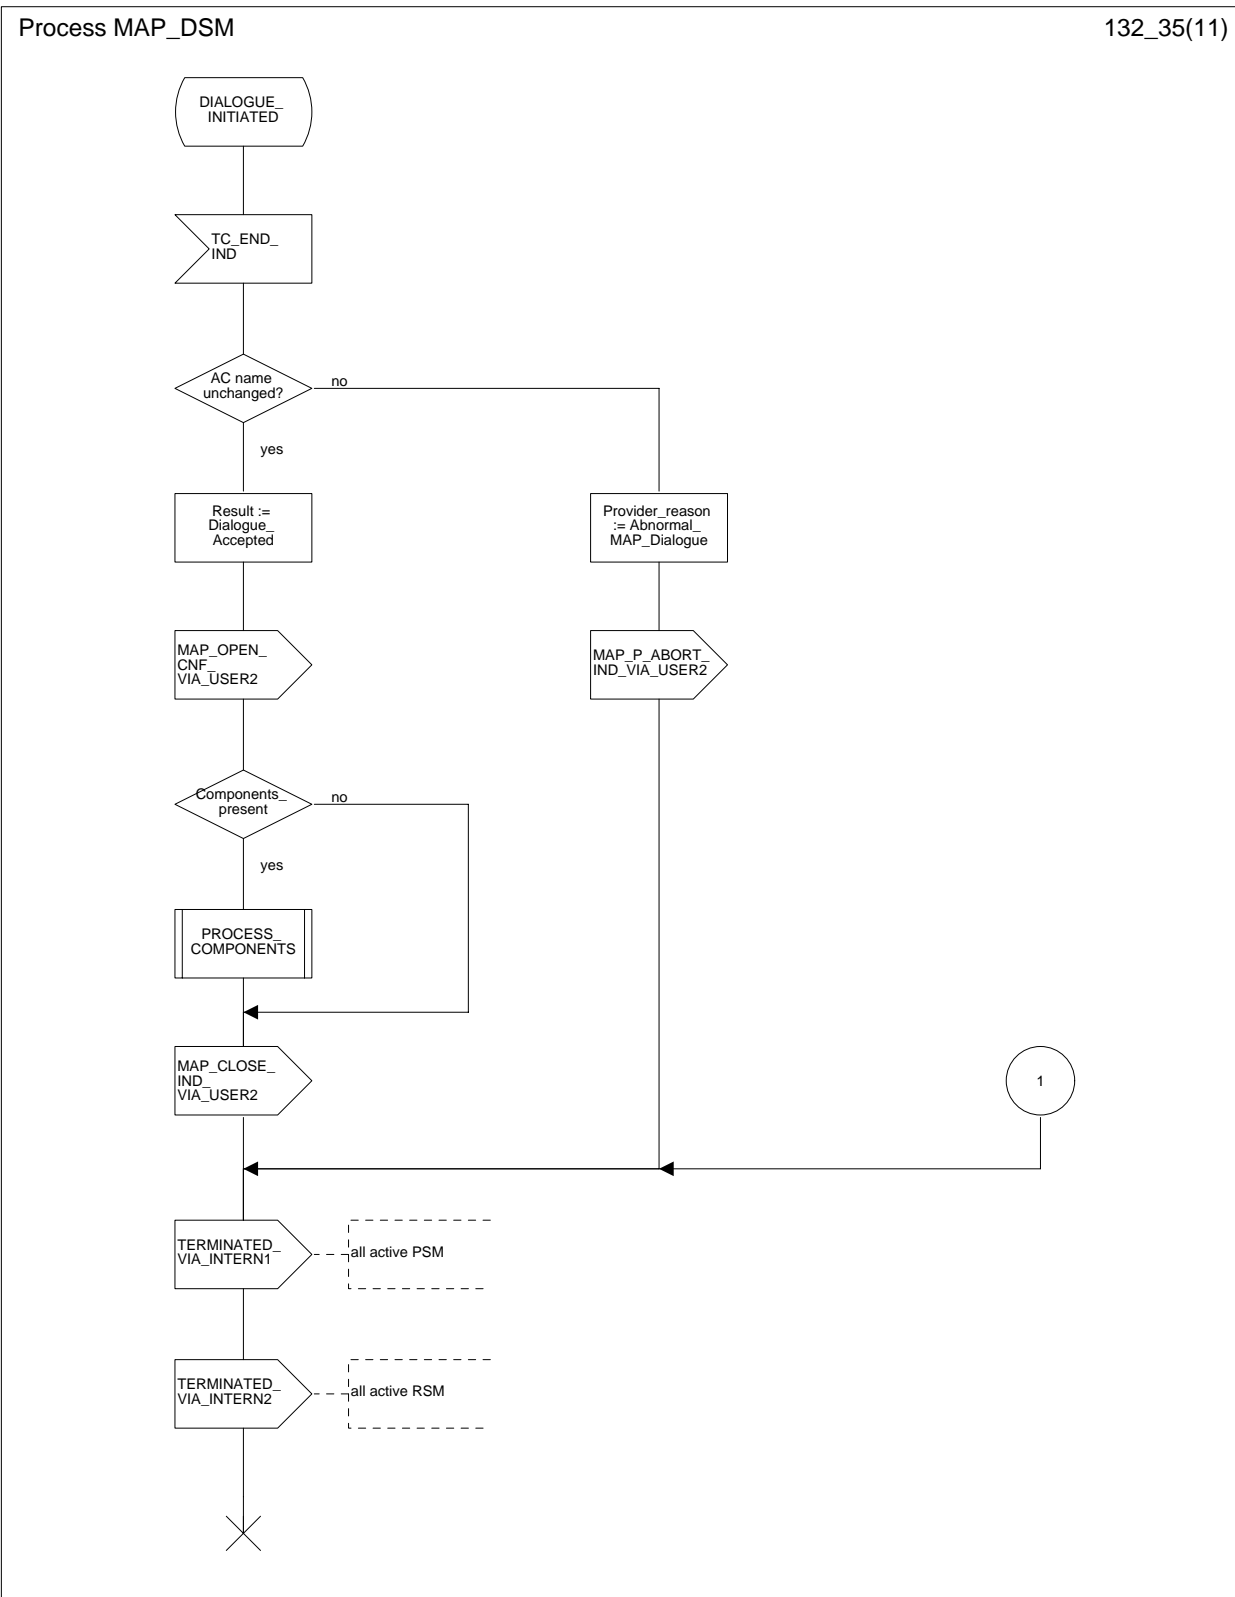 Process MAP_DSM
132_35(11)
DIALOGUE_
INITIATED
TC_END_
IND
AC name
unchanged?
no
yes
Result :=
Dialogue_
Accepted
Provider_reason
:= Abnormal_
MAP_Dialogue
MAP_OPEN_
CNF_
VIA_USER2
MAP_P_ABORT_
IND_VIA_USER2
Components_
present
no
yes
PROCESS_
COMPONENTS
MAP_CLOSE_
IND_
VIA_USER2
1
TERMINATED_
VIA_INTERN1
all active PSM
TERMINATED_
VIA_INTERN2
all active RSM